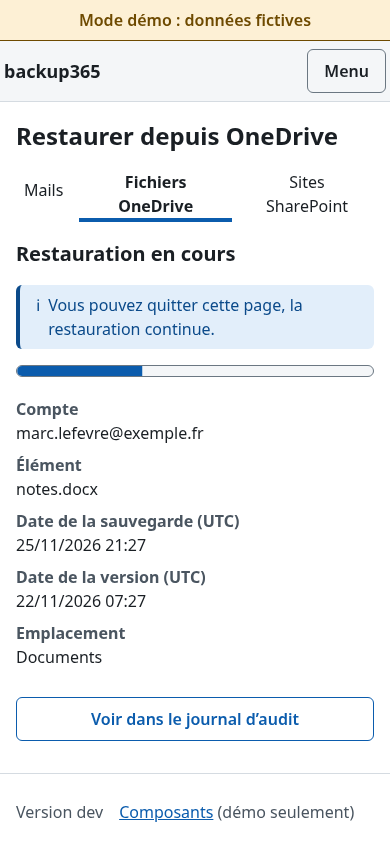 Mode démo : données fictives
backup365
Menu
Restaurer depuis OneDrive
Mails
Fichiers
OneDrive
Sites
SharePoint
Restauration en cours
i Vous pouvez quitter cette page, la
restauration continue.
Compte
marc.lefevre@exemple.fr
Élément
notes.docx
Date de la sauvegarde (UTC)
25/11/2026 21:27
Date de la version (UTC)
22/11/2026 07:27
Emplacement
Documents
Voir dans le journal d’audit
Version dev Composants (démo seulement)